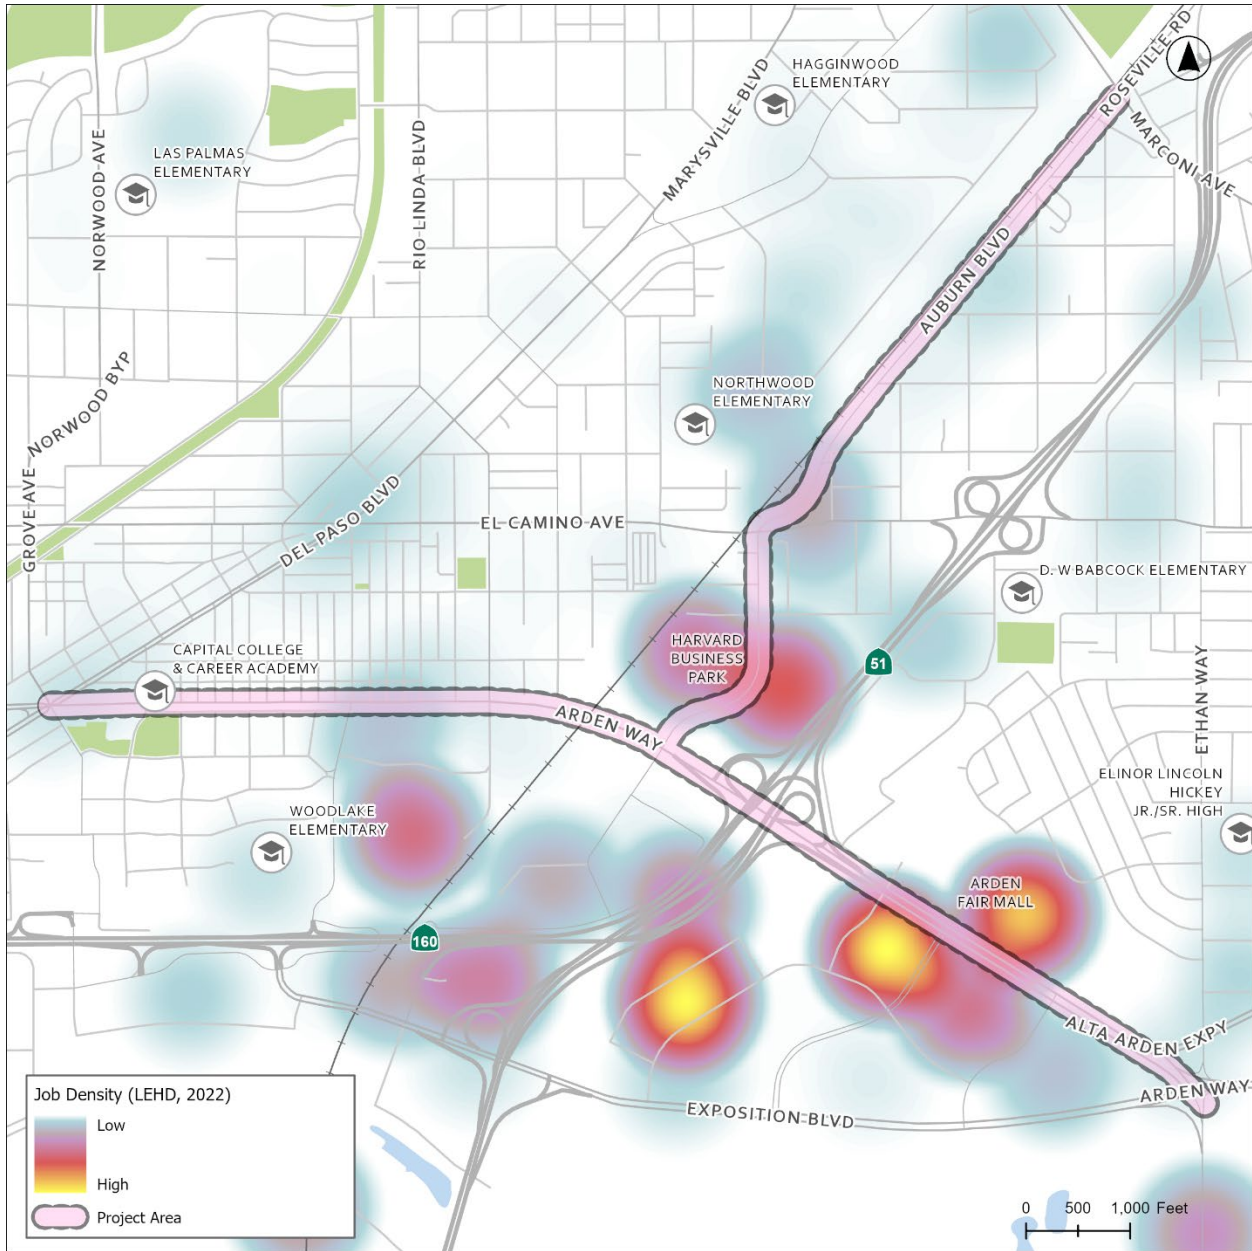 ROSEVILLE RD
HAGGINWOOD
ELEMENTARY
MARYSVILLE BLVD
MARCONI AVE
NORWOOD AVE
LAS PALMAS
ELEMENTARY
RIO LINDA BLVD
AUBURN BLVD
NORWOOD BYP
NORTHWOOD
ELEMENTARY
GROVE AVE
DEL PASO BLVD
EL CAMINO AVE
D. W BABCOCK ELEMENTARY
HARVARD
BUSINESS
PARK
51
CAPITAL COLLEGE
& CAREER ACADEMY
ETHAN WAY
ARDEN WAY
ELINOR LINCOLN
HICKEY
JR./SR. HIGH
WOODLAKE
ELEMENTARY
ARDEN
FAIR MALL
160
ALTA ARDEN EXPY
ARDEN WAY
EXPOSITION BLVD
Job Density (LEHD, 2022)
Low
High
Project Area
0 500 1,000 Feet